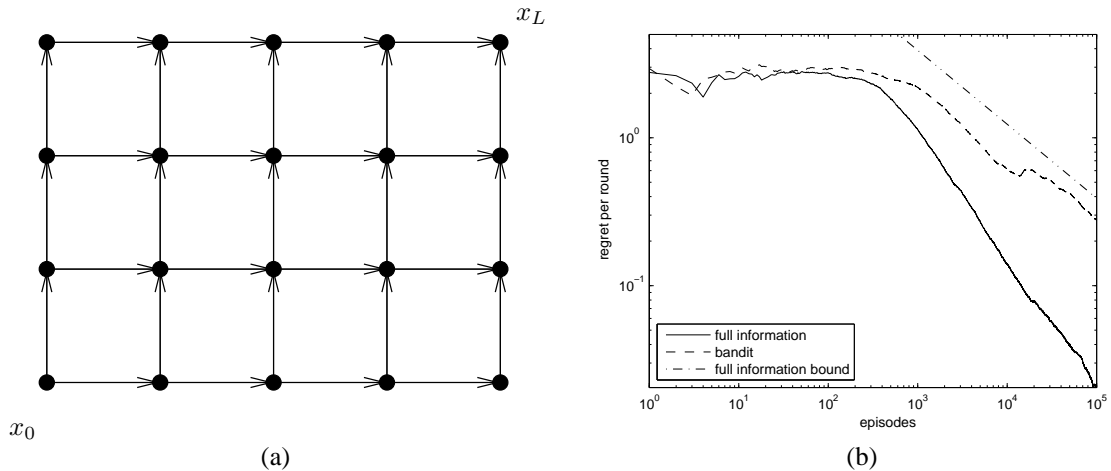 x_L
x_0
(a)
10^0
10^{-1}
regret per round
full information
bandit
full information bound
10^0 10^1 10^2 10^3 10^4 10^5
episodes
(b)